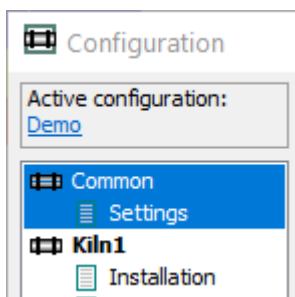 Configuration
Active configuration:
Demo
Common
Settings
Kiln1
Installation